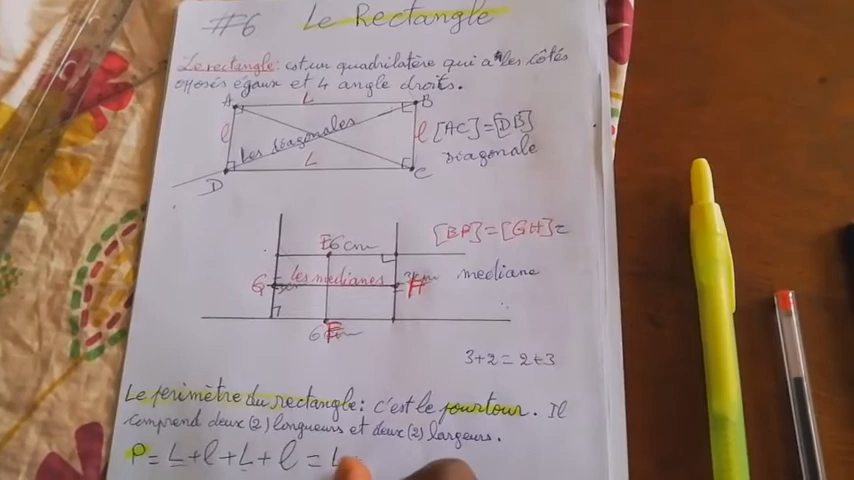 #6 Le Rectangle
Le rectangle: est un quadrilatère qui a les côtés
opposés égaux et 4 angle droits.
A L B
l Les diagonales l [AC]=[DB]
Diagonale
D L C
E 6cm [BP]=[GH]=
G les medianes H mediane
6 F cm
3+2=2+3
Le perimètre du rectangle: c'est le pourtour. Il
comprend deux (2) longueurs et deux (2) largeurs.
P = L+l+L+l = L